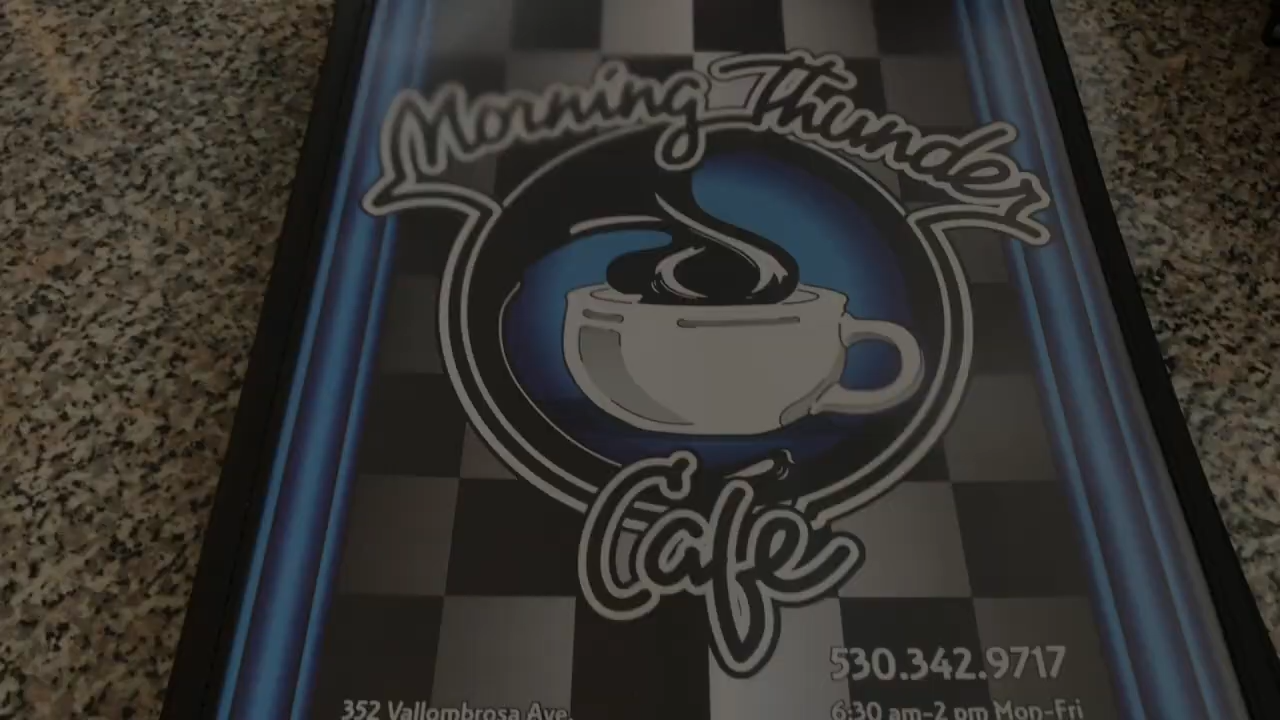 Morning Thunder
Café
530.342.9717
352 Vallombrosa Ave.
6:30 am-2 pm Mon-Fri